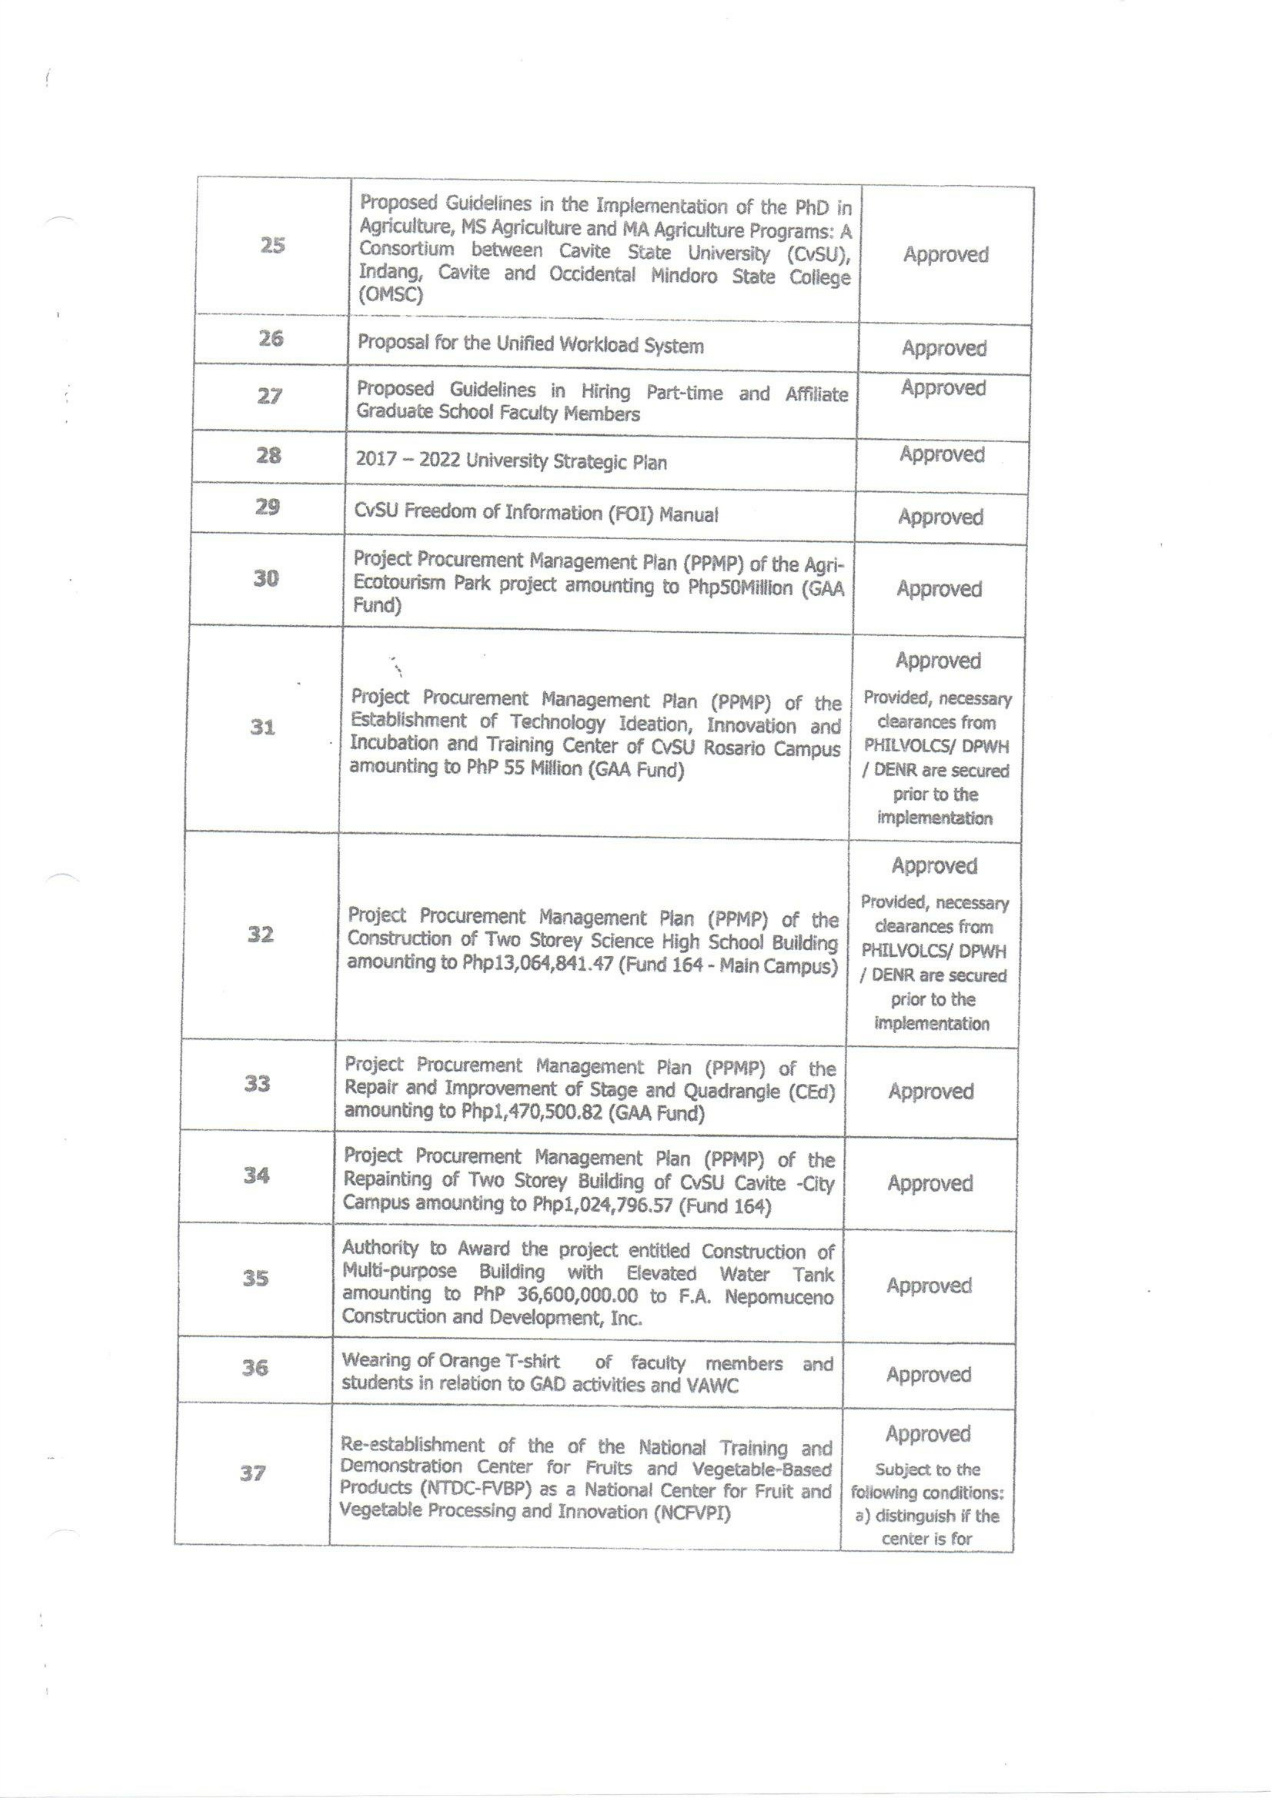 25
Proposed Guidelines in the Implementation of the PhD in
Agriculture, MS Agriculture and MA Agriculture Programs: A
Consortium between Cavite State University (CvSU),
Indang, Cavite and Occidental Mindoro State College
(OMSC)
Approved
26
Proposal for the Unified Workload System
Approved
27
Proposed Guidelines in Hiring Part-time and Affiliate
Graduate School Faculty Members
Approved
28
2017 – 2022 University Strategic Plan
Approved
29
CvSU Freedom of Information (FOI) Manual
Approved
30
Project Procurement Management Plan (PPMP) of the Agri-
Ecotourism Park project amounting to Php50Million (GAA
Fund)
Approved
31
Project Procurement Management Plan (PPMP) of the
Establishment of Technology Ideation, Innovation and
Incubation and Training Center of CvSU Rosario Campus
amounting to PhP 55 Million (GAA Fund)
Approved
Provided, necessary
clearances from
PHILVOLCS/ DPWH
/ DENR are secured
prior to the
implementation
32
Project Procurement Management Plan (PPMP) of the
Construction of Two Storey Science High School Building
amounting to Php13,064,841.47 (Fund 164 - Main Campus)
Approved
Provided, necessary
clearances from
PHILVOLCS/ DPWH
/ DENR are secured
prior to the
implementation
33
Project Procurement Management Plan (PPMP) of the
Repair and Improvement of Stage and Quadrangle (CEd)
amounting to Php1,470,500.82 (GAA Fund)
Approved
34
Project Procurement Management Plan (PPMP) of the
Repainting of Two Storey Building of CvSU Cavite -City
Campus amounting to Php1,024,796.57 (Fund 164)
Approved
35
Authority to Award the project entitled Construction of
Multi-purpose Building with Elevated Water Tank
amounting to PhP 36,600,000.00 to F.A. Nepomuceno
Construction and Development, Inc.
Approved
36
Wearing of Orange T-shirt of faculty members and
students in relation to GAD activities and VAWC
Approved
37
Re-establishment of the of the National Training and
Demonstration Center for Fruits and Vegetable-Based
Products (NTDC-FVBP) as a National Center for Fruit and
Vegetable Processing and Innovation (NCFVPI)
Approved
Subject to the
following conditions:
a) distinguish if the
center is for